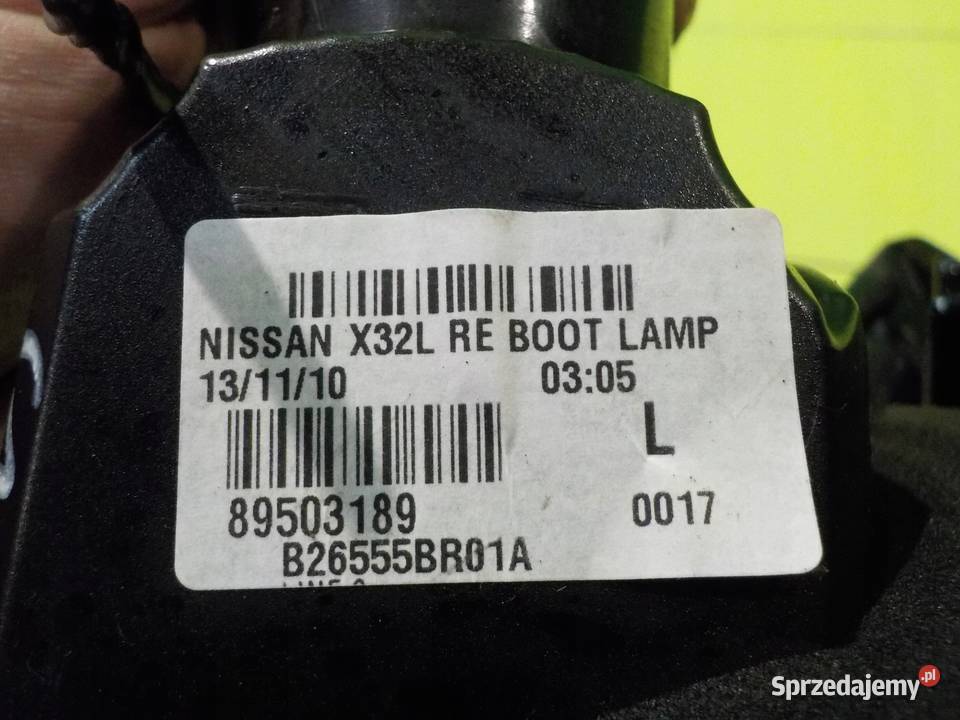 NISSAN X32L RE BOOT LAMP
13/11/10 03:05
L
89503189 0017
B26555BR01A
Sprzedajemy.pl